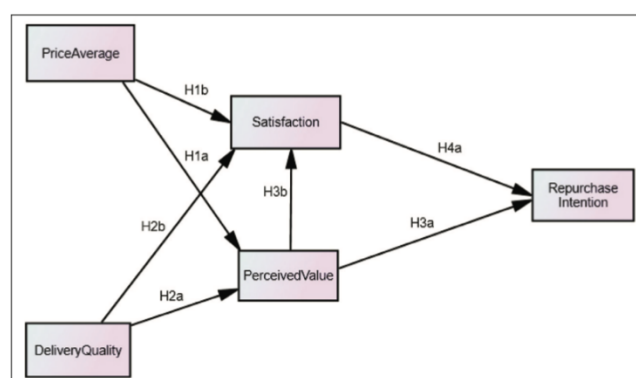 PriceAverage
H1b
Satisfaction
H4a
H1a
H3b
Repurchase
Intention
H2b
H3a
PerceivedValue
H2a
DeliveryQuality